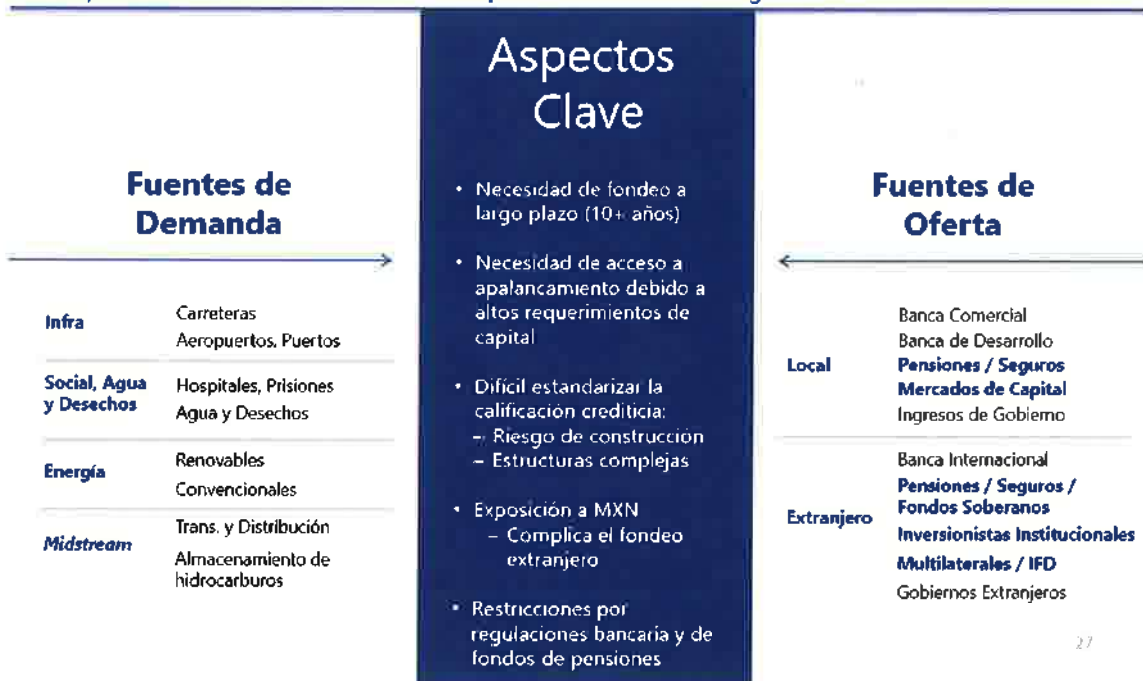 Aspectos
Clave
Fuentes de
Demanda
Infra
Carreteras
Aeropuertos, Puertos
Social, Agua
y Desechos
Hospitales, Prisiones
Agua y Desechos
Energía
Renovables
Convencionales
Midstream
Trans. y Distribución
Almacenamiento de
hidrocarburos
• Necesidad de fondeo a
largo plazo (10+ años)
• Necesidad de acceso a
apalancamiento debido a
altos requerimientos de
capital
• Difícil estandarizar la
calificación crediticia:
– Riesgo de construcción
– Estructuras complejas
• Exposición a MXN
– Complica el fondeo
extranjero
• Restricciones por
regulaciones bancaria y de
fondos de pensiones
Fuentes de
Oferta
Local
Banca Comercial
Banca de Desarrollo
Pensiones / Seguros
Mercados de Capital
Ingresos de Gobierno
Extranjero
Banca Internacional
Pensiones / Seguros /
Fondos Soberanos
Inversionistas Institucionales
Multilaterales / IFD
Gobiernos Extranjeros
27